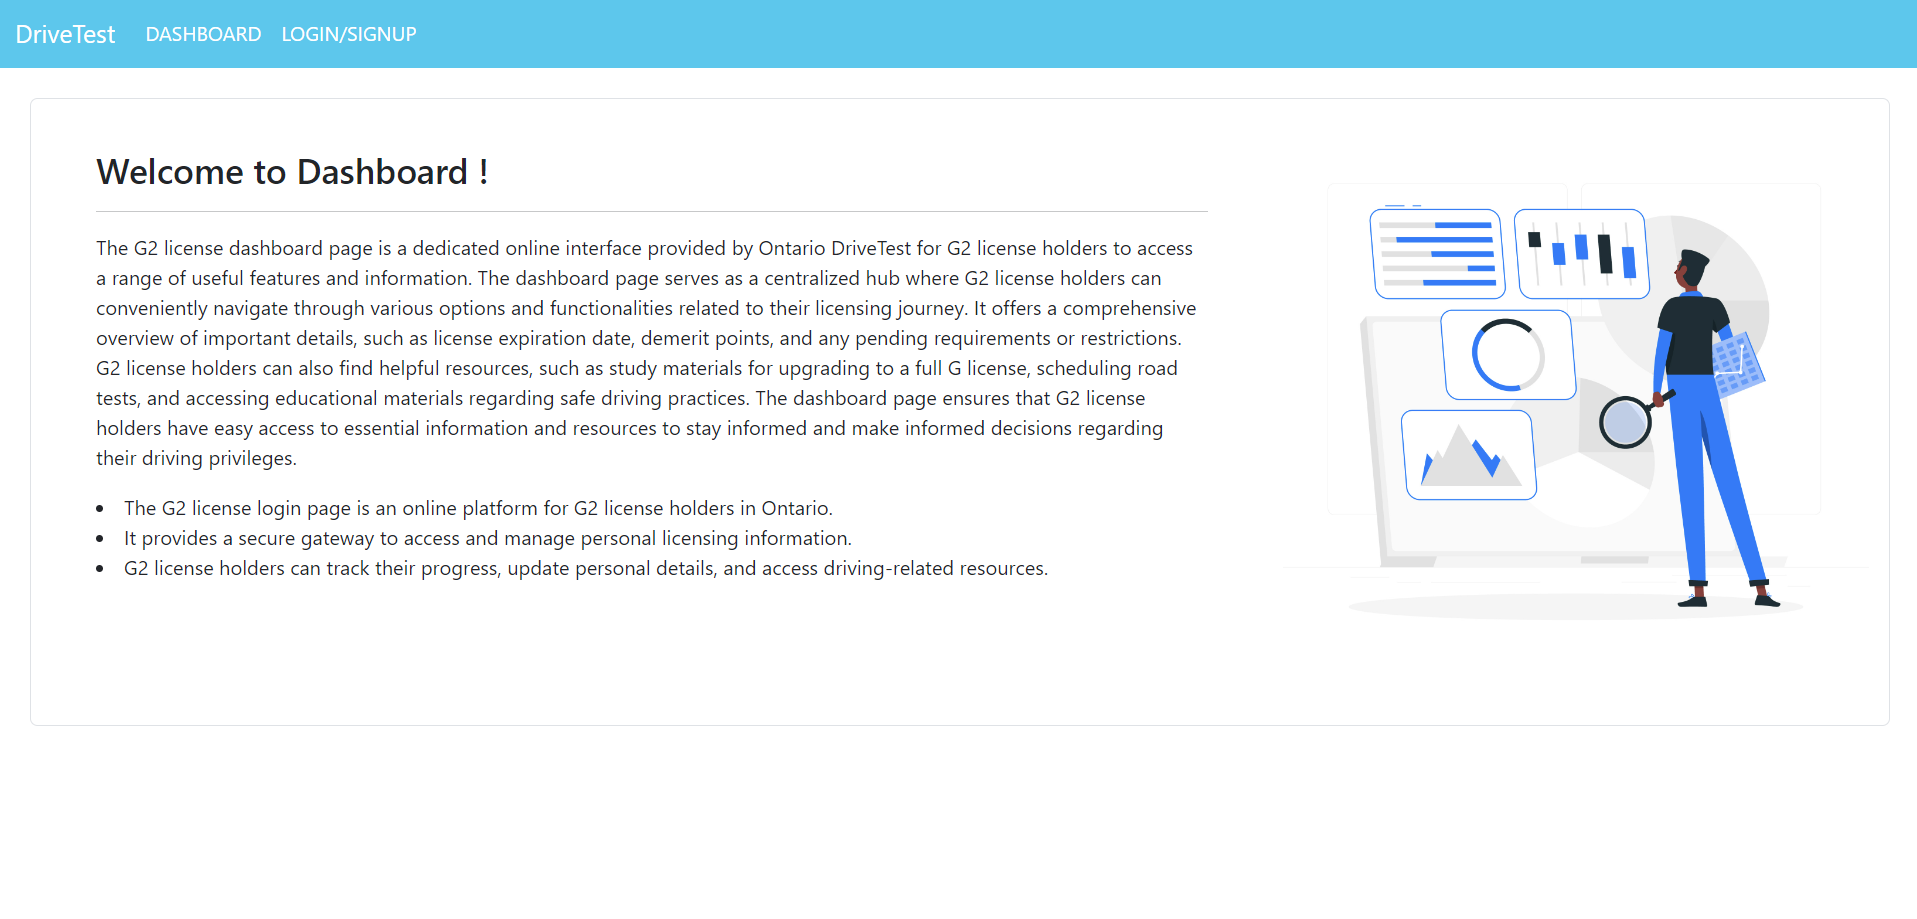 DriveTest DASHBOARD LOGIN/SIGNUP
Welcome to Dashboard !
The G2 license dashboard page is a dedicated online interface provided by Ontario DriveTest for G2 license holders to access
a range of useful features and information. The dashboard page serves as a centralized hub where G2 license holders can
conveniently navigate through various options and functionalities related to their licensing journey. It offers a comprehensive
overview of important details, such as license expiration date, demerit points, and any pending requirements or restrictions.
G2 license holders can also find helpful resources, such as study materials for upgrading to a full G license, scheduling road
tests, and accessing educational materials regarding safe driving practices. The dashboard page ensures that G2 license
holders have easy access to essential information and resources to stay informed and make informed decisions regarding
their driving privileges.
• The G2 license login page is an online platform for G2 license holders in Ontario.
• It provides a secure gateway to access and manage personal licensing information.
• G2 license holders can track their progress, update personal details, and access driving-related resources.